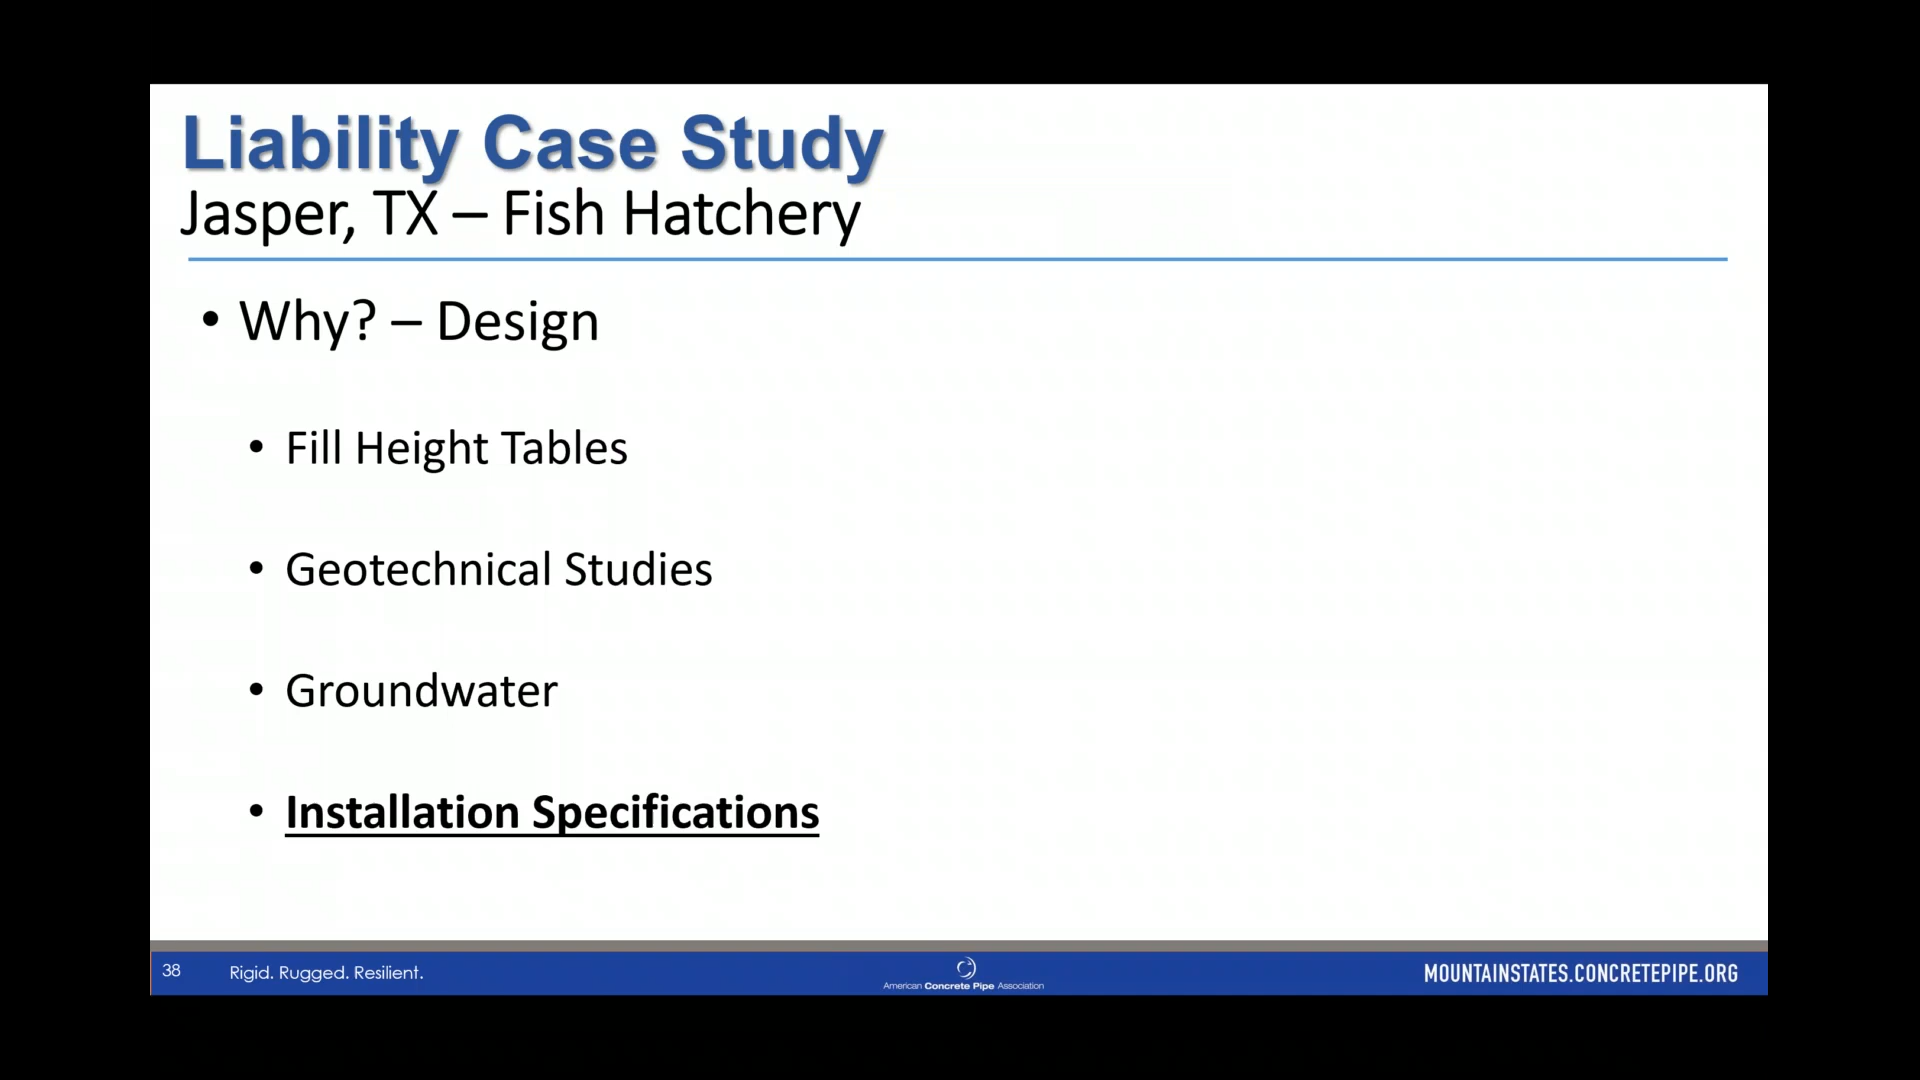 Liability Case Study
Jasper, TX – Fish Hatchery
• Why? – Design
• Fill Height Tables
• Geotechnical Studies
• Groundwater
• Installation Specifications
38
Rigid. Rugged. Resilient.
American Concrete Pipe Association
MOUNTAINSTATES.CONCRETEPIPE.ORG